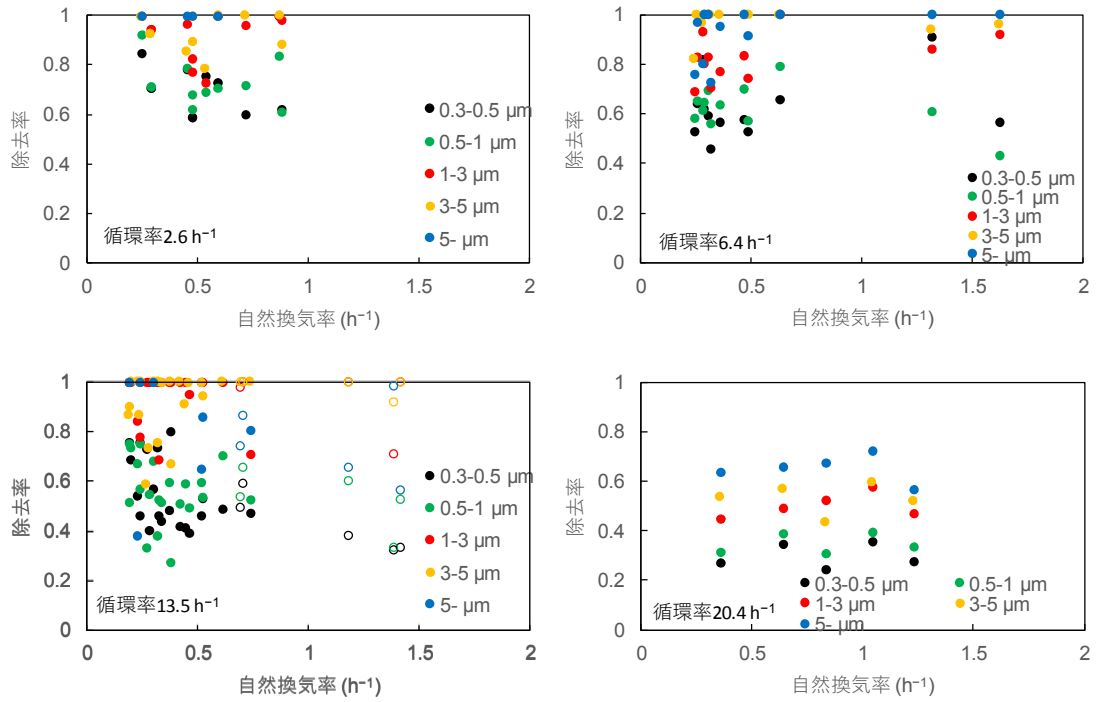 1
0.8
0.6
0.4
0.2
0
除去率
0.3-0.5 μm
0.5-1 μm
1-3 μm
3-5 μm
5- μm
循環率2.6 h⁻¹
0
0.5
1
1.5
2
自然換気率 (h⁻¹)
1
0.8
0.6
0.4
0.2
0
除去率
0.3-0.5 μm
0.5-1 μm
1-3 μm
3-5 μm
5- μm
循環率6.4 h⁻¹
0
0.5
1
1.5
2
自然換気率 (h⁻¹)
1
0.8
0.6
0.4
0.2
0
除去率
0.3-0.5 μm
0.5-1 μm
1-3 μm
3-5 μm
5- μm
循環率13.5 h⁻¹
0
0.5
1
1.5
2
自然換気率 (h⁻¹)
1
0.8
0.6
0.4
0.2
0
除去率
0.3-0.5 μm
0.5-1 μm
1-3 μm
3-5 μm
5- μm
循環率20.4 h⁻¹
0
0.5
1
1.5
2
自然換気率 (h⁻¹)